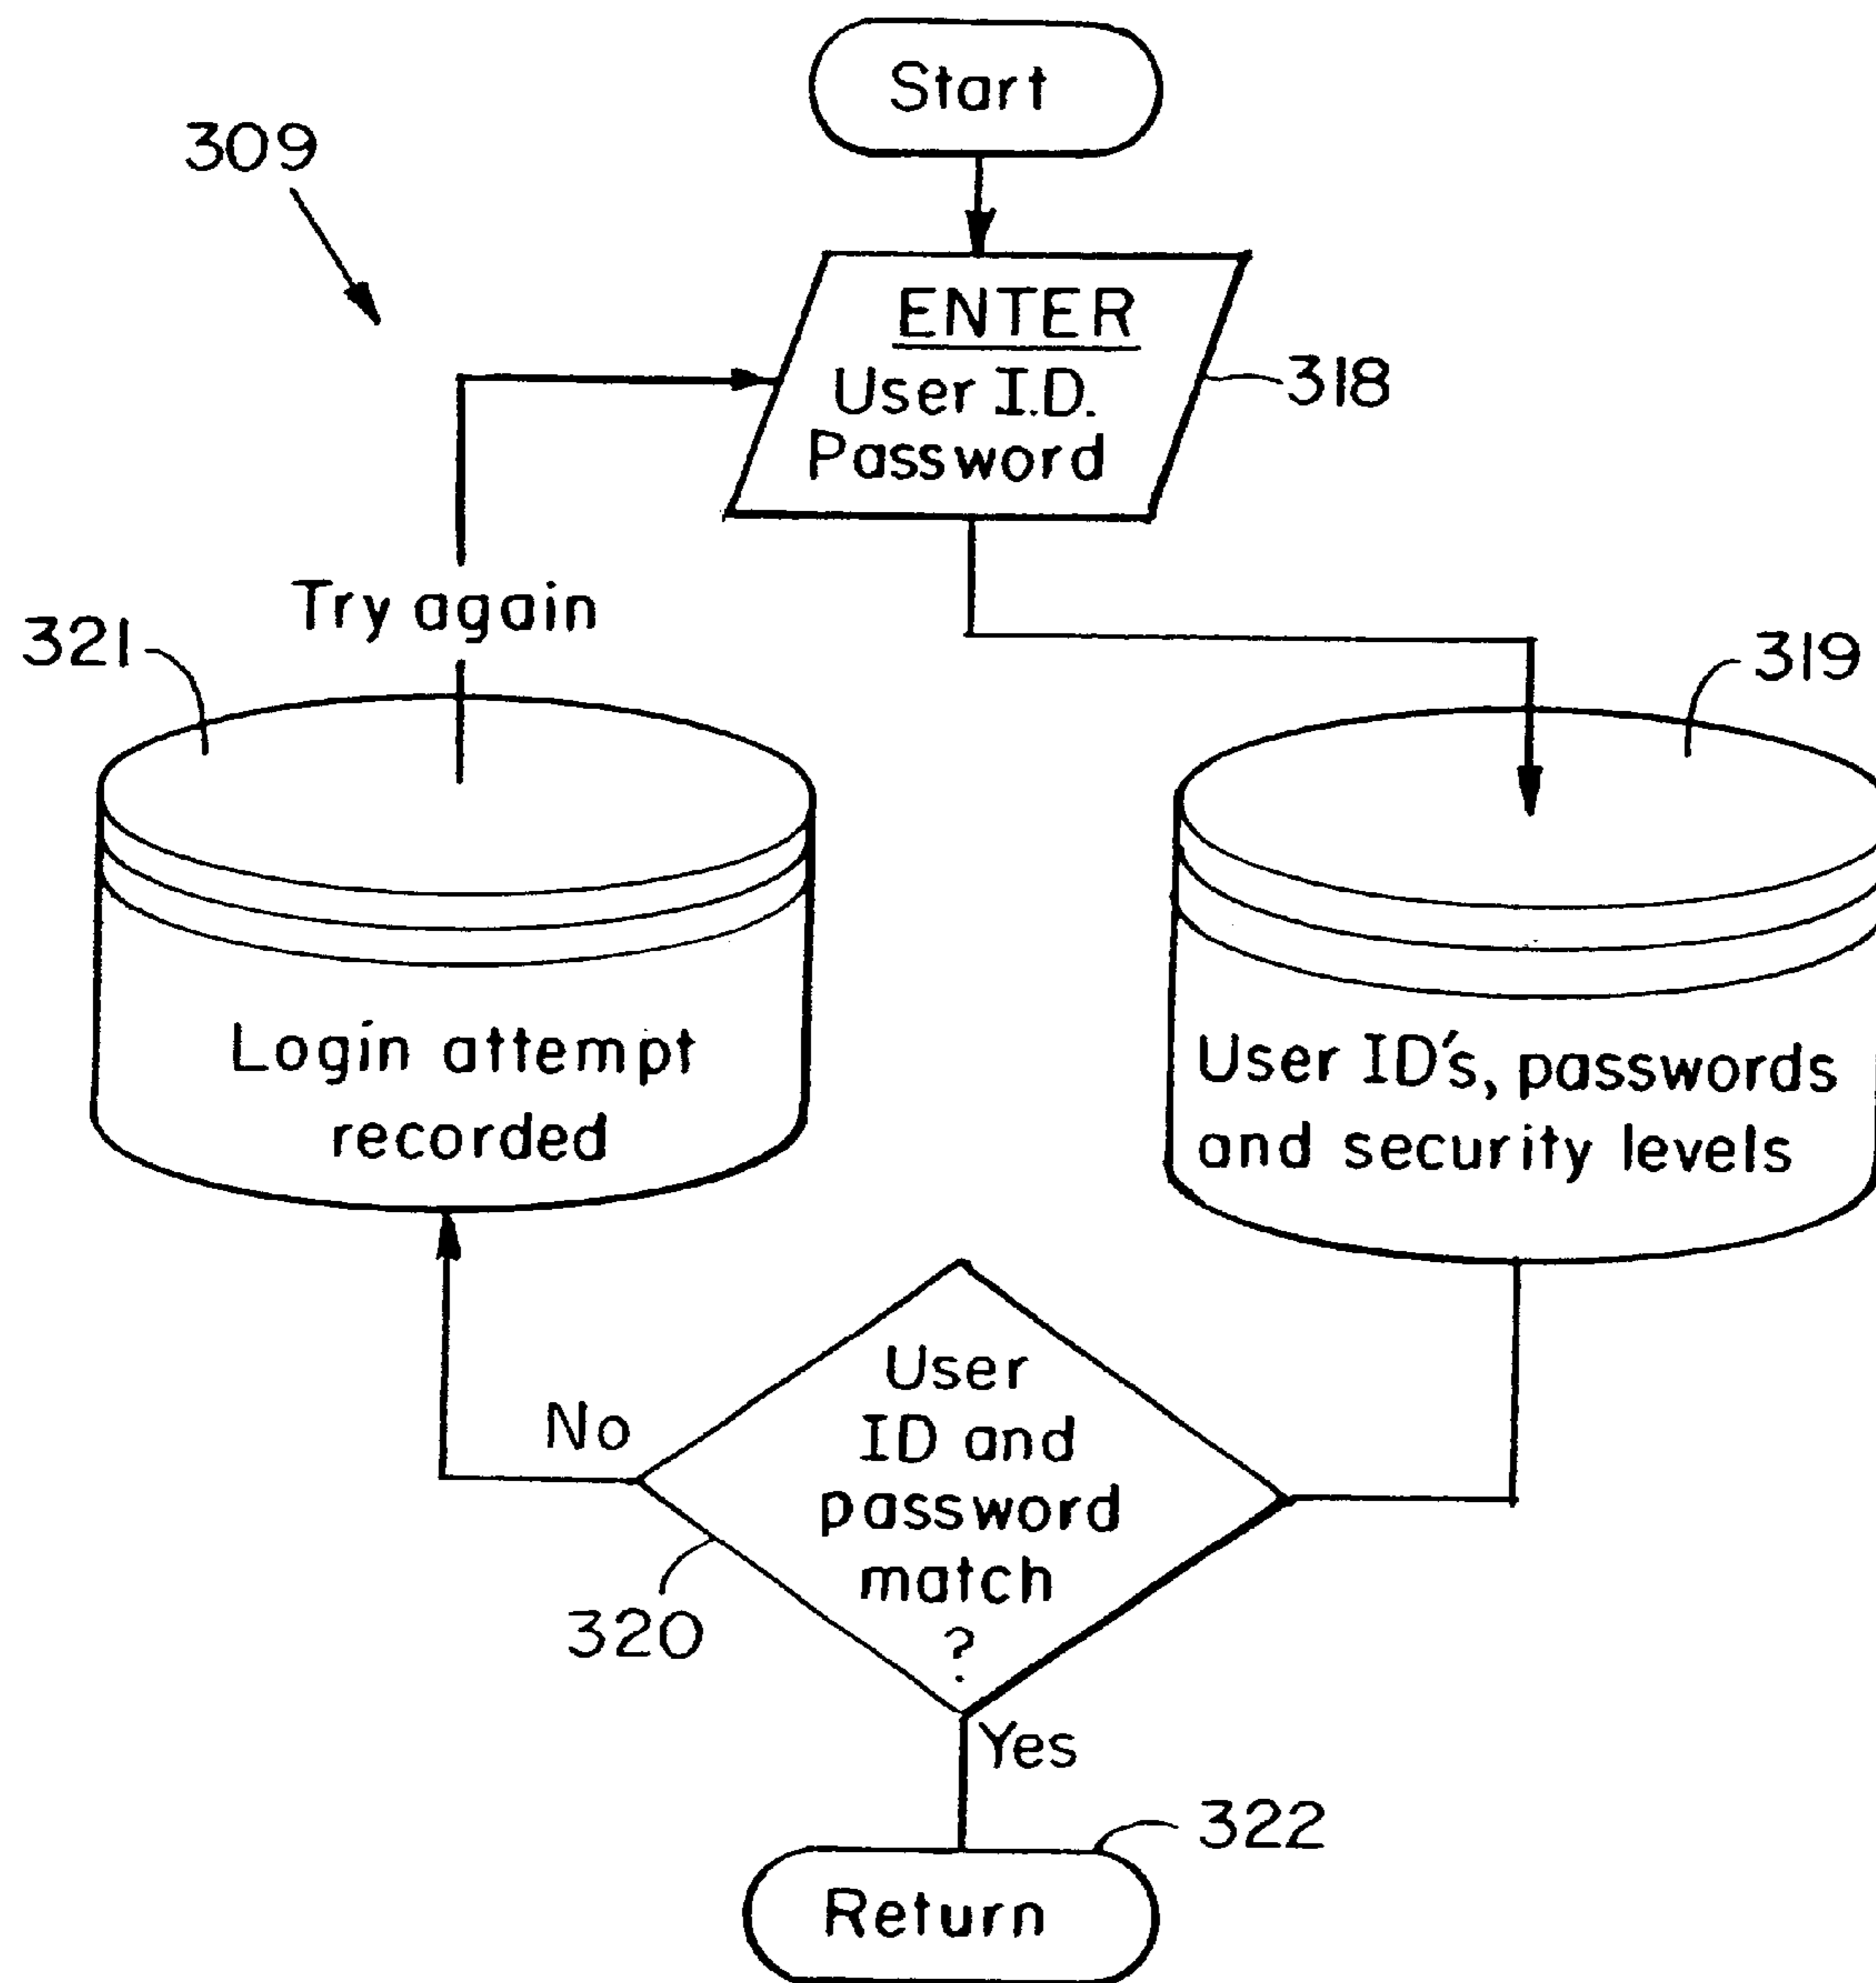 Start
309
ENTER
User I.D.
Password
318
Try again
321
319
Login attempt
recorded
User ID's, passwords
and security levels
User
ID and
password
match
?
No
320
Yes
322
Return